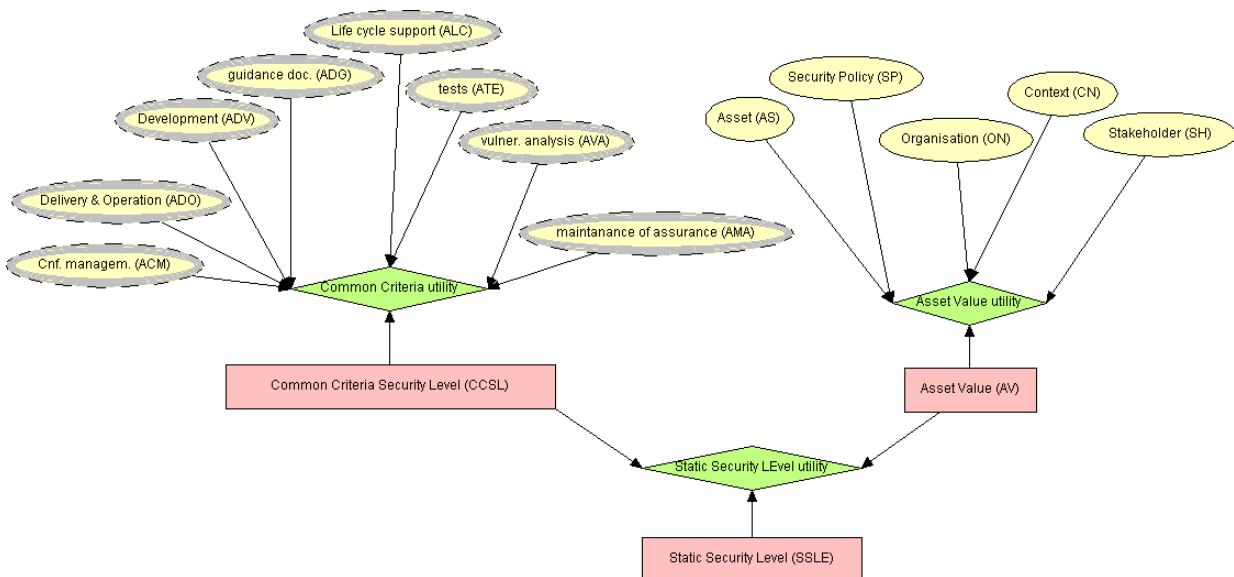 Life cycle support (ALC)
guidance doc. (ADG)
tests (ATE)
Development (ADV)
vulner. analysis (AVA)
Delivery & Operation (ADO)
maintanance of assurance (AMA)
Cnf. managem. (ACM)
Common Criteria utility
Common Criteria Security Level (CCSL)
Security Policy (SP)
Context (CN)
Asset (AS)
Organisation (ON)
Stakeholder (SH)
Asset Value utility
Asset Value (AV)
Static Security LEvel utility
Static Security Level (SSLE)